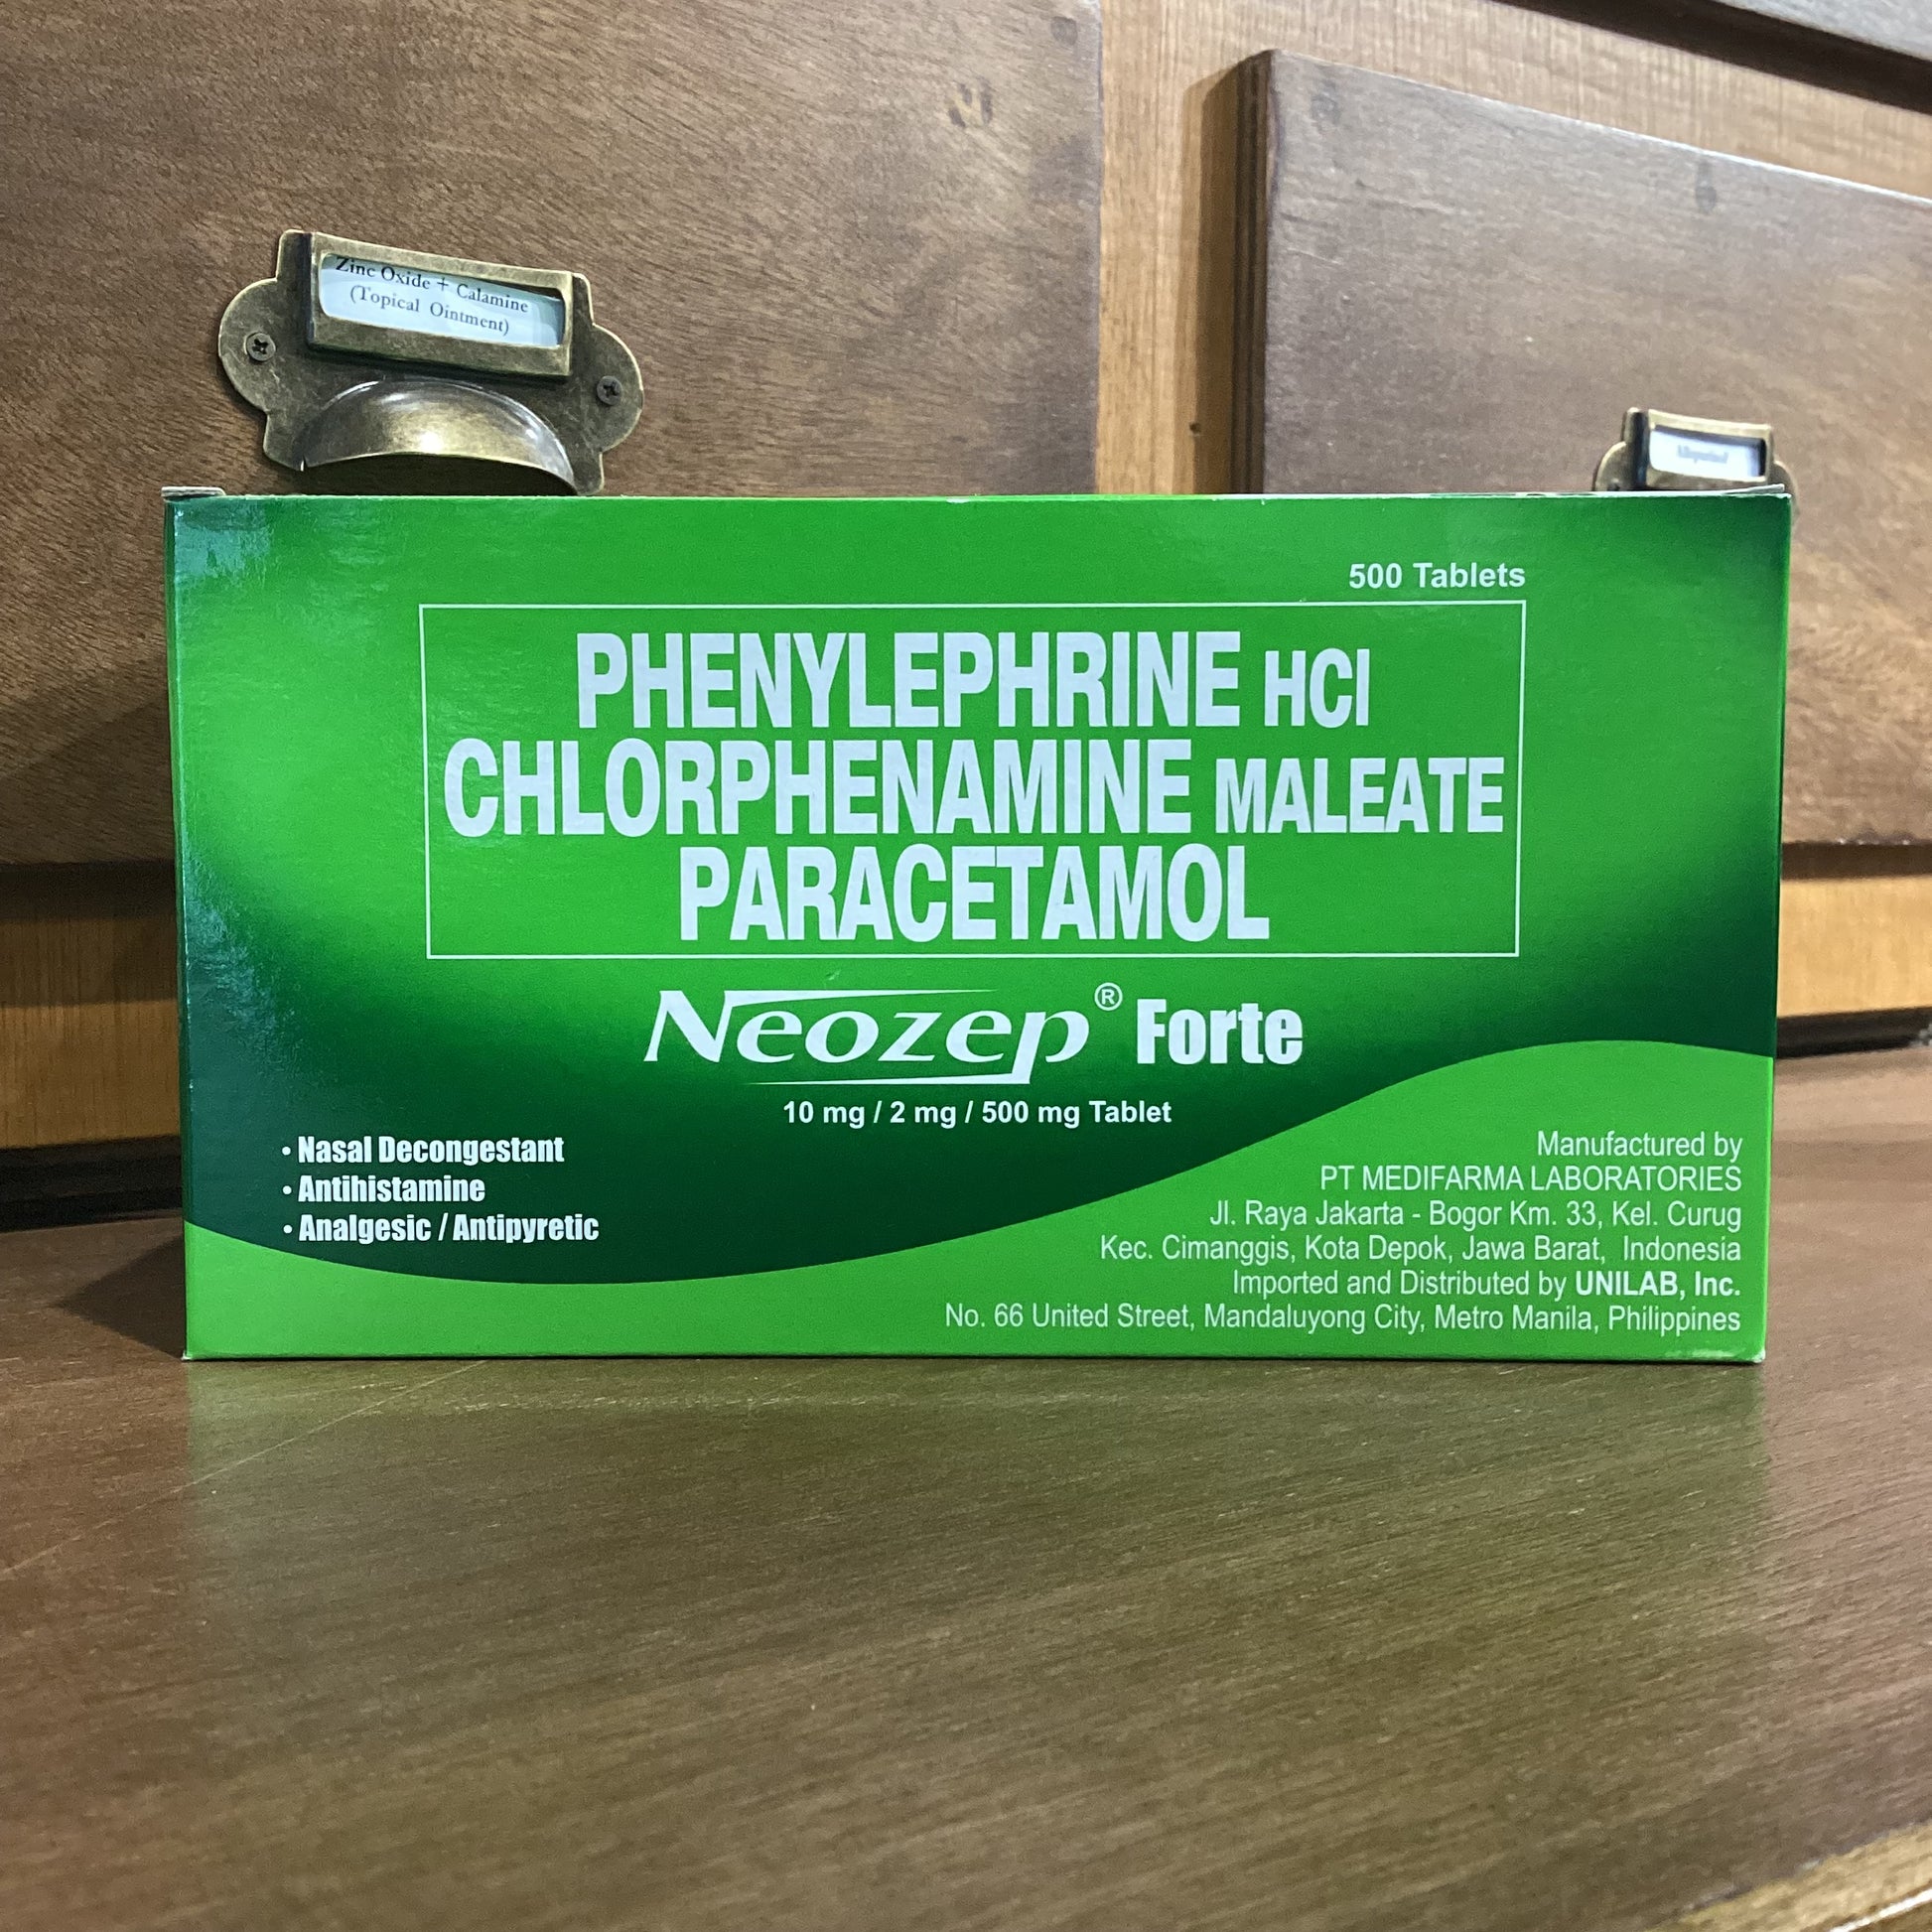 Zinc Oxide + Calamine
(Topical Ointment)
500 Tablets
PHENYLEPHRINE HCl
CHLORPHENAMINE MALEATE
PARACETAMOL
Neozep® Forte
10 mg / 2 mg / 500 mg Tablet
• Nasal Decongestant
• Antihistamine
• Analgesic / Antipyretic
Manufactured by
PT MEDIFARMA LABORATORIES
Jl. Raya Jakarta - Bogor Km. 33, Kel. Curug
Kec. Cimanggis, Kota Depok, Jawa Barat, Indonesia
Imported and Distributed by UNILAB, Inc.
No. 66 United Street, Mandaluyong City, Metro Manila, Philippines